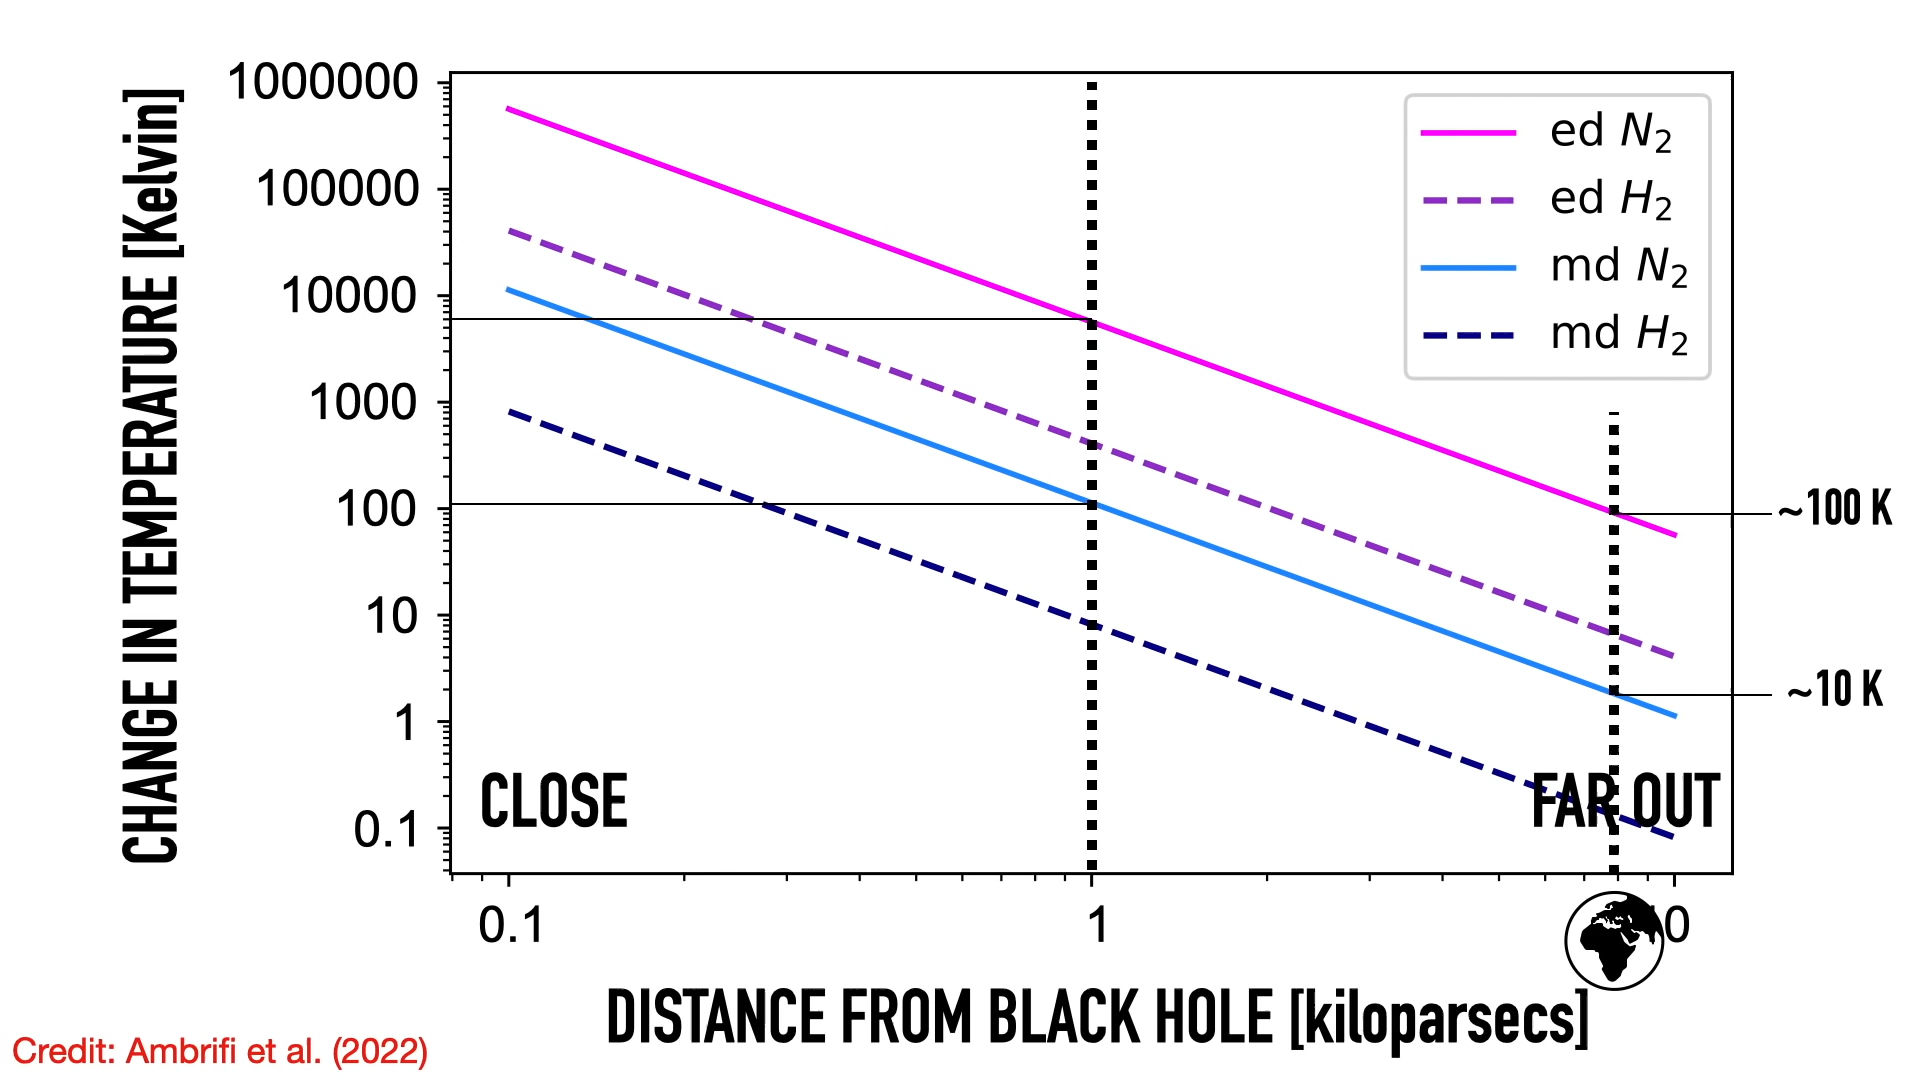 CHANGE IN TEMPERATURE [Kelvin]
1000000
100000
10000
1000
100
10
1
0.1
ed N₂
ed H₂
md N₂
md H₂
~100 K
~10 K
CLOSE
FAR OUT
0.1
1
0
DISTANCE FROM BLACK HOLE [kiloparsecs]
Credit: Ambrifi et al. (2022)